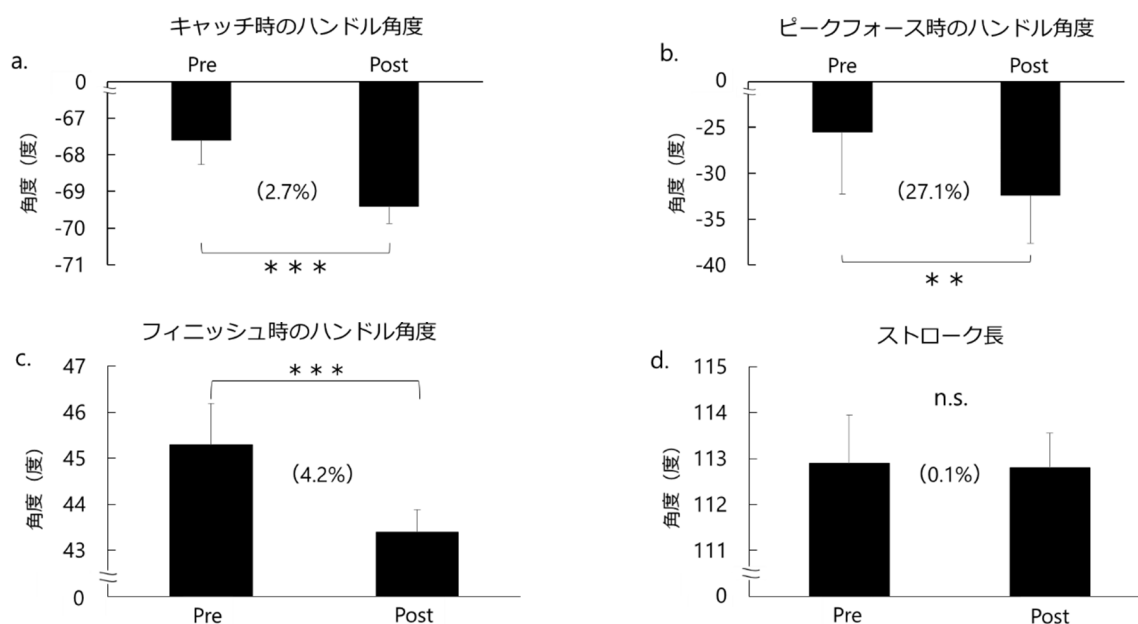 キャッチ時のハンドル角度
a.
Pre
Post
0
-67
-68
-69
-70
-71
角度（度）
（2.7%）
＊＊＊
ピークフォース時のハンドル角度
b.
Pre
Post
0
-25
-30
-35
-40
角度（度）
（27.1%）
＊＊
フィニッシュ時のハンドル角度
c.
47
46
45
44
43
0
角度（度）
＊＊＊
（4.2%）
Pre
Post
ストローク長
d.
115
114
113
112
111
0
角度（度）
n.s.
（0.1%）
Pre
Post